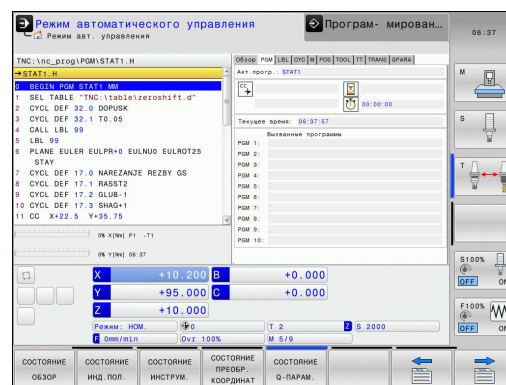 Режим автоматического управления
Режим авт. управления
Програм- мирован...
06:37
TNC:\nc_prog\PGM\STAT1.H
→STAT1.H
0 BEGIN PGM STAT1 MM
1 SEL TABLE "TNC:\table\zeroshift.d"
2 CYCL DEF 32.0 DOPUSK
3 CYCL DEF 32.1 T0.05
4 CALL LBL 99
5 LBL 99
6 PLANE EULER EULPR+0 EULNU0 EULROT25
STAY
7 CYCL DEF 17.0 NAREZANJE REZBY GS
8 CYCL DEF 17.1 RASST2
9 CYCL DEF 17.2 GLUB-1
10 CYCL DEF 17.3 SHAG+1
11 CC X+22.5 Y+35.75
Обзор PGM LBL CYC M POS TOOL TT TRANS QPARA
Акт.прогр.: STAT1
CC
00:00:00
Текущее время: 06:37:57
Вызванные программы
PGM 1:
PGM 2:
PGM 3:
PGM 4:
PGM 5:
PGM 6:
PGM 7:
PGM 8:
PGM 9:
PGM 10:
0% X[Nm] P1 -T1
0% Y[Nm] 06:37
X +10.200 B +0.000
Y +95.000 C +0.000
Z +10.000
Режим: НОМ. 0 T 2 Z S 2000
F 0mm/min Ovr 100% M 5/9
M
S
T
S100%
OFF ON
F100%
OFF ON
СОСТОЯНИЕ ОБЗОР
СОСТОЯНИЕ ИНД.ПОЛ.
СОСТОЯНИЕ ИНСТРУМ.
СОСТОЯНИЕ ПРЕОБР. КООРДИНАТ
СОСТОЯНИЕ Q-ПАРАМ.